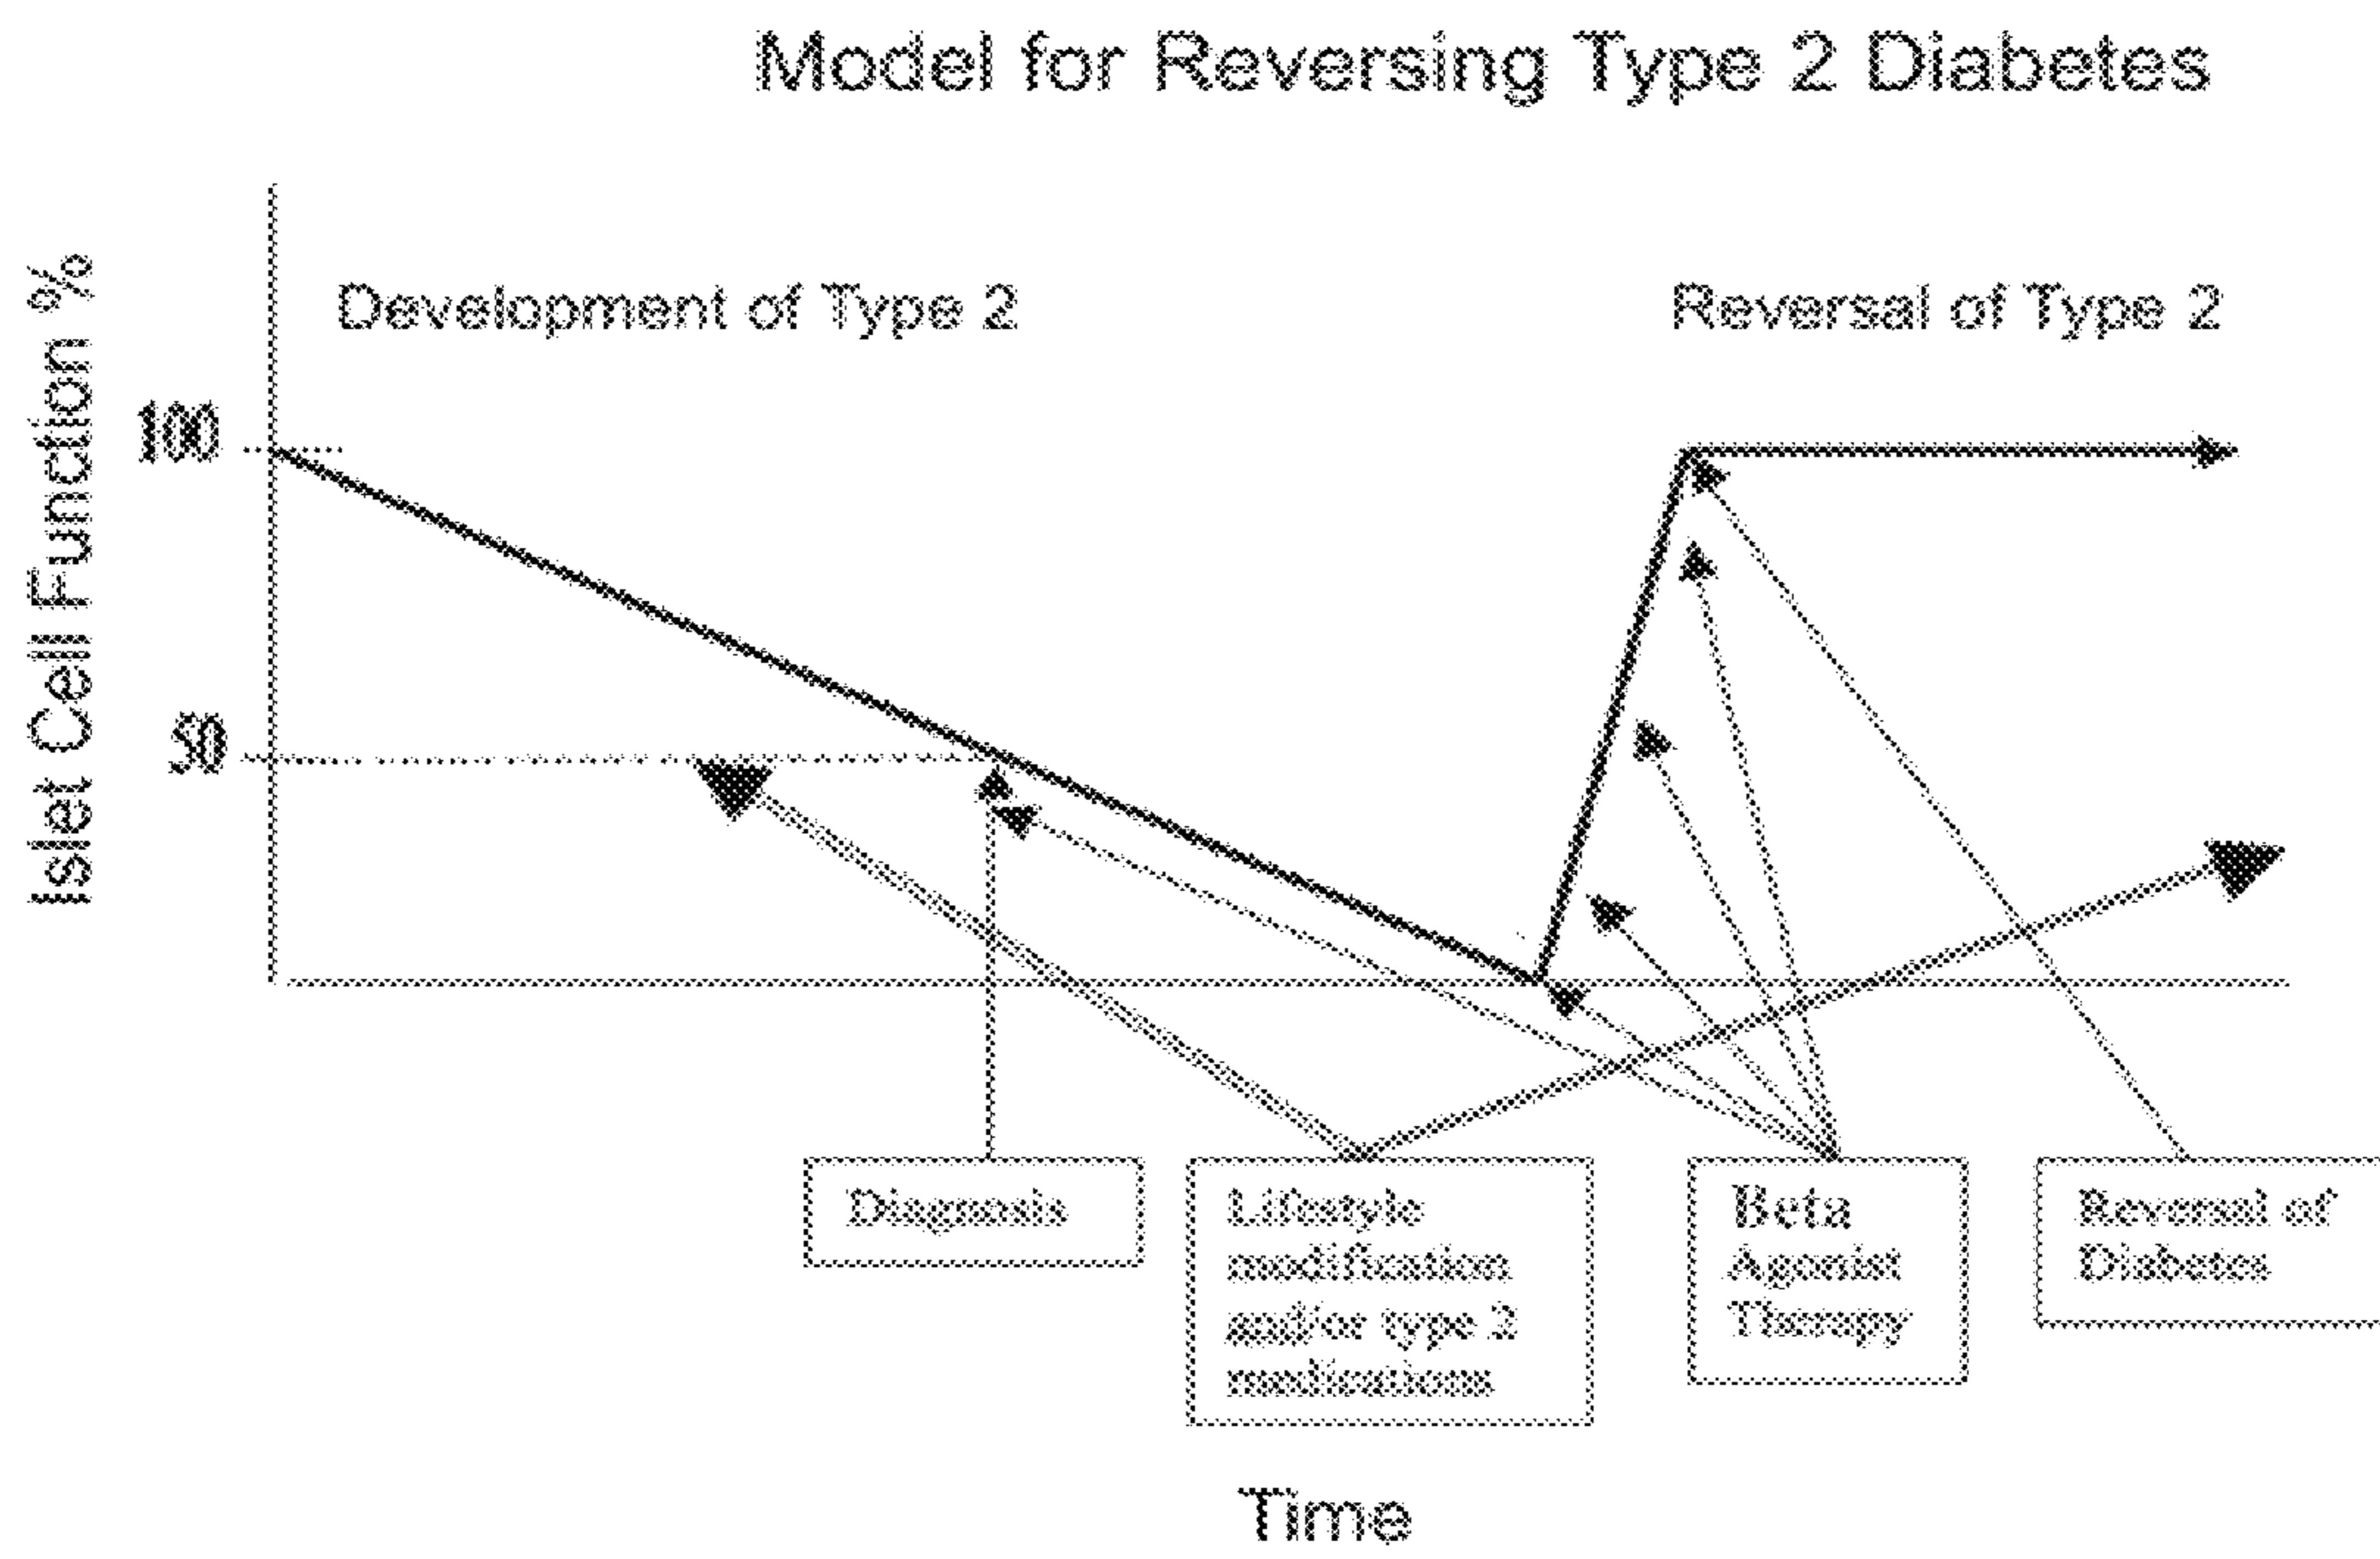 Model for Reversing Type 2 Diabetes
Islet Cell Function %
Development of Type 2
Reversal of Type 2
100
50
Diagnosis
Lifestyle
modification
and/or type 2
medications
Beta
Agonist
Therapy
Reversal of
Diabetes
Time